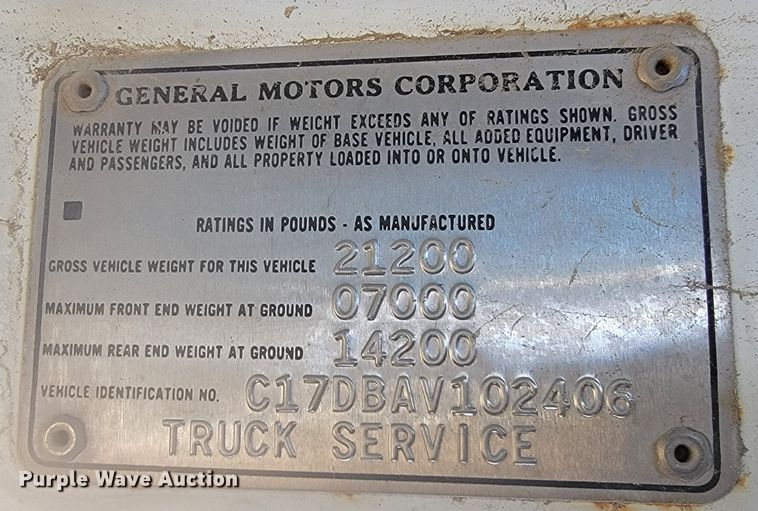 GENERAL MOTORS CORPORATION
WARRANTY MAY BE VOIDED IF WEIGHT EXCEEDS ANY OF RATINGS SHOWN. GROSS
VEHICLE WEIGHT INCLUDES WEIGHT OF BASE VEHICLE, ALL ADDED EQUIPMENT, DRIVER
AND PASSENGERS, AND ALL PROPERTY LOADED INTO OR ONTO VEHICLE.
RATINGS IN POUNDS - AS MANUFACTURED
GROSS VEHICLE WEIGHT FOR THIS VEHICLE 21200
MAXIMUM FRONT END WEIGHT AT GROUND 07000
MAXIMUM REAR END WEIGHT AT GROUND 14200
VEHICLE IDENTIFICATION NO. C17DBAV102406
TRUCK SERVICE
Purple Wave Auction